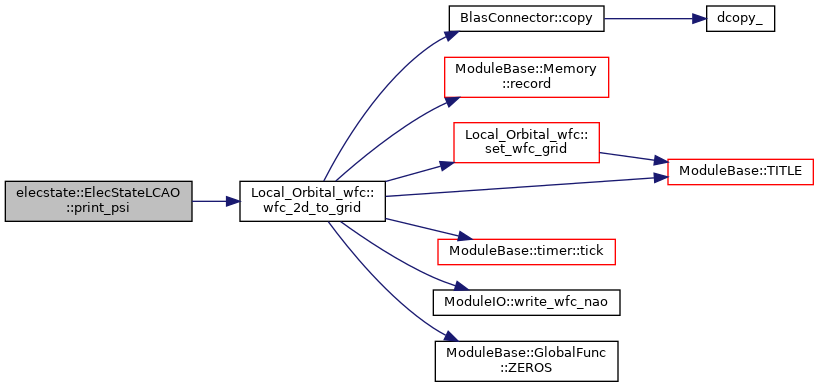 elecstate::ElecStateLCAO
::print_psi
Local_Orbital_wfc::
wfc_2d_to_grid
BlasConnector::copy
dcopy_
ModuleBase::Memory
::record
Local_Orbital_wfc::
set_wfc_grid
ModuleBase::TITLE
ModuleBase::timer::tick
ModuleIO::write_wfc_nao
ModuleBase::GlobalFunc
::ZEROS